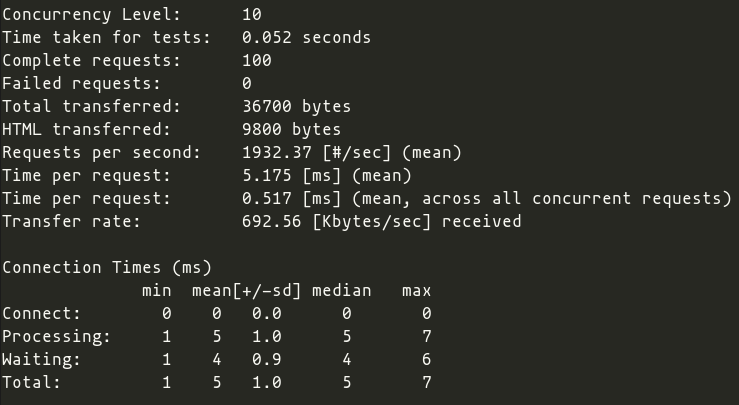 Concurrency Level:      10
Time taken for tests:   0.052 seconds
Complete requests:      100
Failed requests:        0
Total transferred:      36700 bytes
HTML transferred:       9800 bytes
Requests per second:    1932.37 [#/sec] (mean)
Time per request:       5.175 [ms] (mean)
Time per request:       0.517 [ms] (mean, across all concurrent requests)
Transfer rate:          692.56 [Kbytes/sec] received

Connection Times (ms)
              min  mean[+/-sd] median   max
Connect:        0    0   0.0      0       0
Processing:     1    5   1.0      5       7
Waiting:        1    4   0.9      4       6
Total:          1    5   1.0      5       7